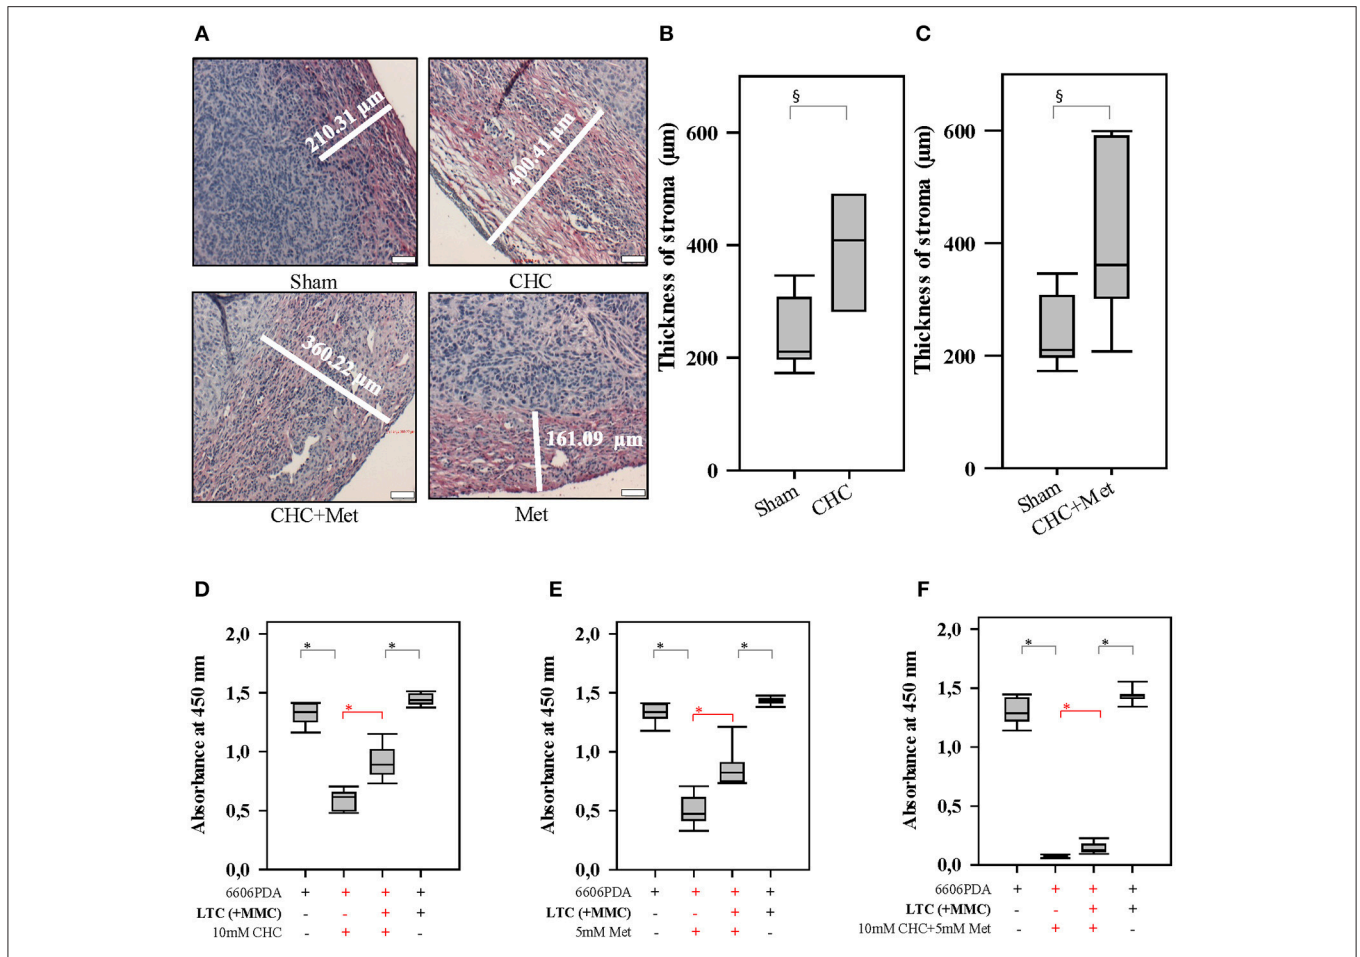 A
B
C
210.31 µm
400.41 µm
Sham
CHC
360.22 µm
161.09 µm
CHC+Met
Met
Thickness of stroma (µm)
600
400
200
0
§
Sham
CHC
Thickness of stroma (µm)
600
400
200
0
§
Sham
CHC+Met
D
E
F
Absorbance at 450 nm
2,0
1,5
1,0
0,5
0,0
* * *
6606PDA + + + +
LTC (+MMC) - - + +
10mM CHC - + + -
Absorbance at 450 nm
2,0
1,5
1,0
0,5
0,0
* * *
6606PDA + + + +
LTC (+MMC) - - + +
5mM Met - + + -
Absorbance at 450 nm
2,0
1,5
1,0
0,5
0,0
* * *
6606PDA + + + +
LTC (+MMC) - - + +
10mM CHC+5mM Met - + + -